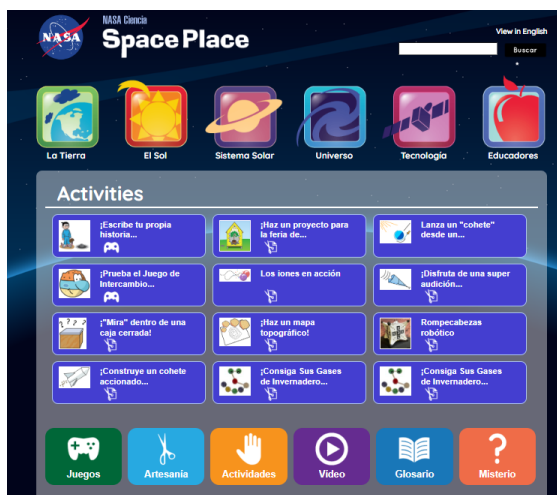 NASA
NASA Ciencia
Space Place
View in English
Buscar
La Tierra
El Sol
Sistema Solar
Universo
Tecnología
Educadores
Activities
¡Escribe tu propia
historia...
¡Haz un proyecto para
la feria de...
Lanza un "cohete"
desde un...
¡Prueba el Juego de
Intercambio...
Los iones en acción
¡Disfruta de una super
audición...
¡"Mira" dentro de una
caja cerrada!
¡Haz un mapa
topográfico!
Rompecabezas
robótico
¡Construye un cohete
accionado...
¡Consiga Sus Gases
de Invernadero...
¡Consiga Sus Gases
de Invernadero...
Juegos
Artesanía
Actividades
Video
Glosario
Misterio